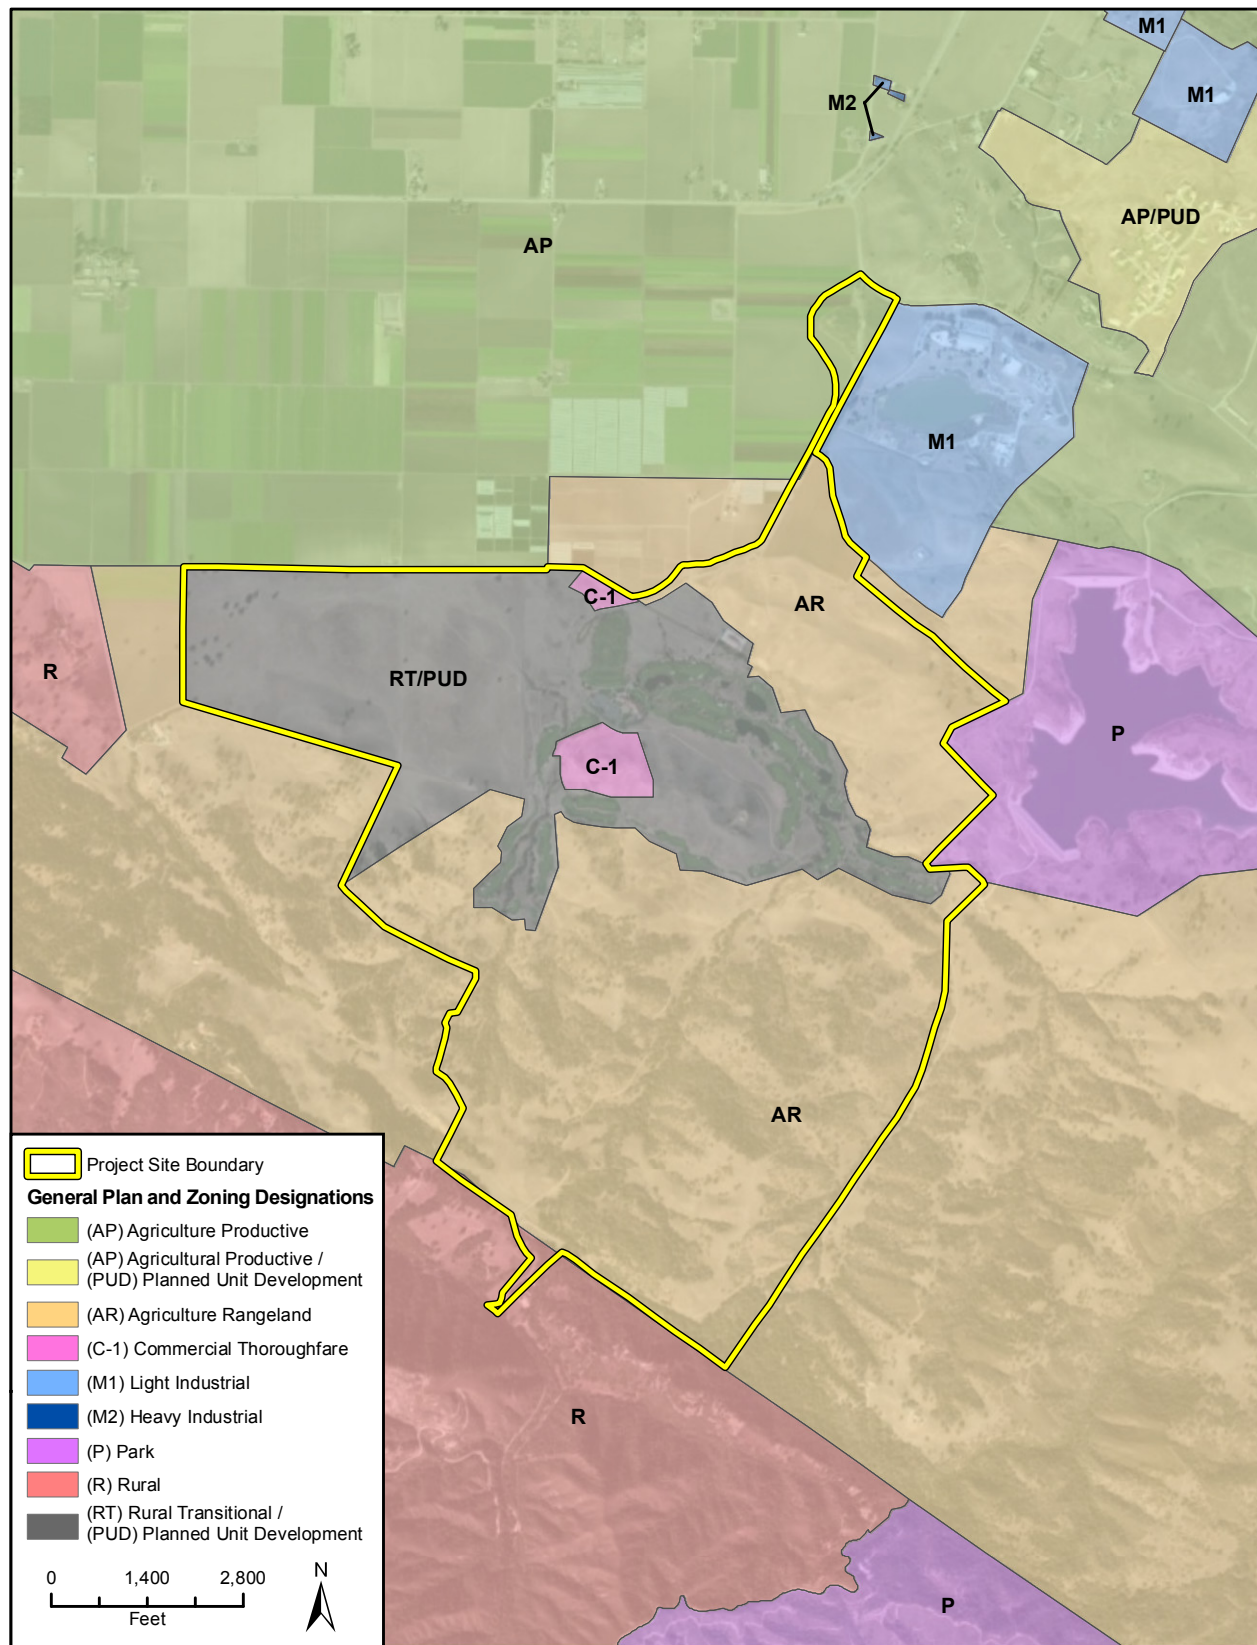 M1
M1
M2
AP/PUD
AP
M1
C-1
AR
R
RT/PUD
P
C-1
AR
Project Site Boundary
General Plan and Zoning Designations
(AP) Agriculture Productive
(AP) Agricultural Productive /
(PUD) Planned Unit Development
(AR) Agriculture Rangeland
(C-1) Commercial Thoroughfare
(M1) Light Industrial
(M2) Heavy Industrial
(P) Park
(R) Rural
(RT) Rural Transitional /
(PUD) Planned Unit Development
0 1,400 2,800
Feet
N
R
P